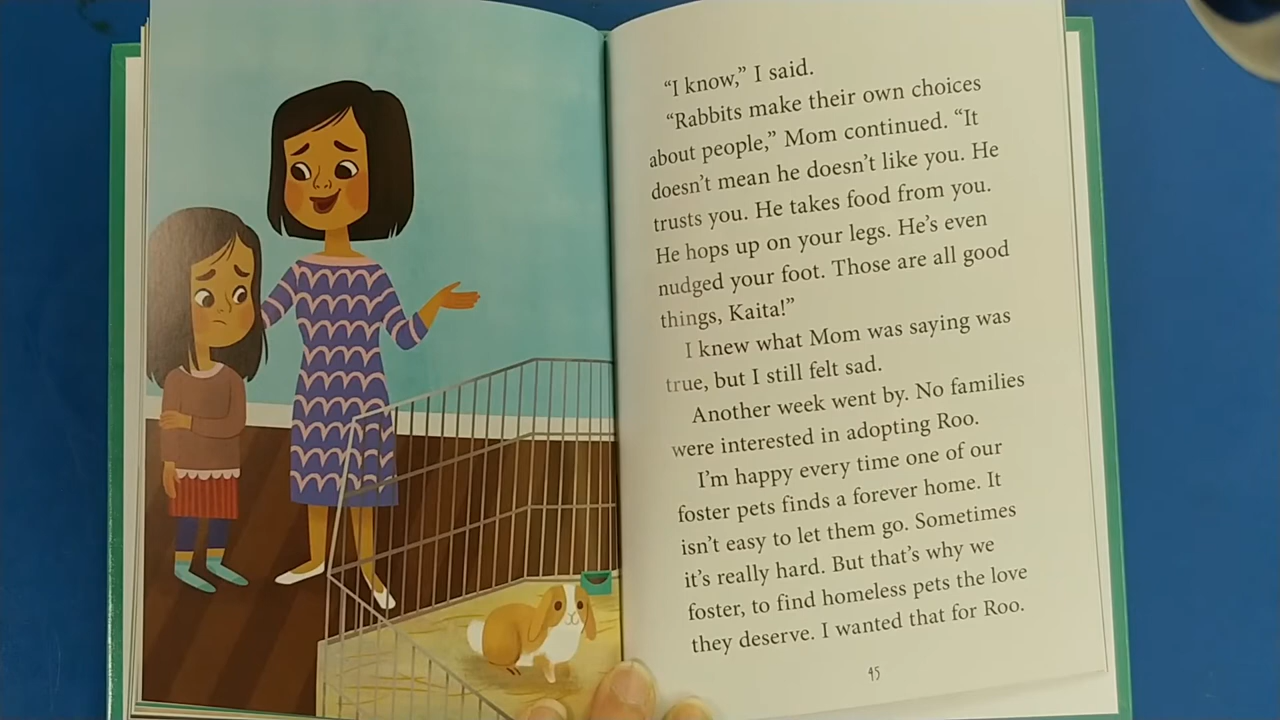 “I know,” I said.
“Rabbits make their own choices
about people,” Mom continued. “It
doesn’t mean he doesn’t like you. He
trusts you. He takes food from you.
He hops up on your legs. He’s even
nudged your foot. Those are all good
things, Kaita!”
I knew what Mom was saying was
true, but I still felt sad.
Another week went by. No families
were interested in adopting Roo.
I’m happy every time one of our
foster pets finds a forever home. It
isn’t easy to let them go. Sometimes
it’s really hard. But that’s why we
foster, to find homeless pets the love
they deserve. I wanted that for Roo.
45